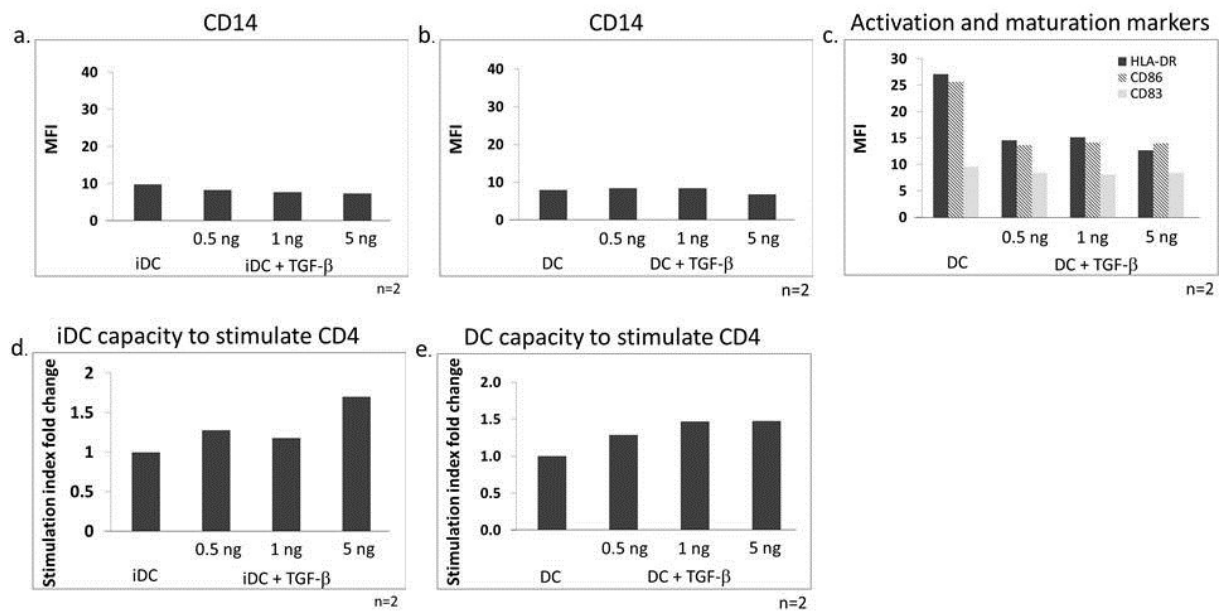 a.
CD14
MFI
40
30
20
10
0
0.5 ng 1 ng 5 ng
iDC iDC + TGF-β
n=2
b.
CD14
MFI
40
30
20
10
0
0.5 ng 1 ng 5 ng
DC DC + TGF-β
n=2
c.
Activation and maturation markers
MFI
30
25
20
15
10
5
0
HLA-DR
CD86
CD83
0.5 ng 1 ng 5 ng
DC DC + TGF-β
n=2
d.
iDC capacity to stimulate CD4
Stimulation index fold change
2
1.5
1
0.5
0
0.5 ng 1 ng 5 ng
iDC iDC + TGF-β
n=2
e.
DC capacity to stimulate CD4
Stimulation index fold change
2.0
1.5
1.0
0.5
0.0
0.5 ng 1 ng 5 ng
DC DC + TGF-β
n=2